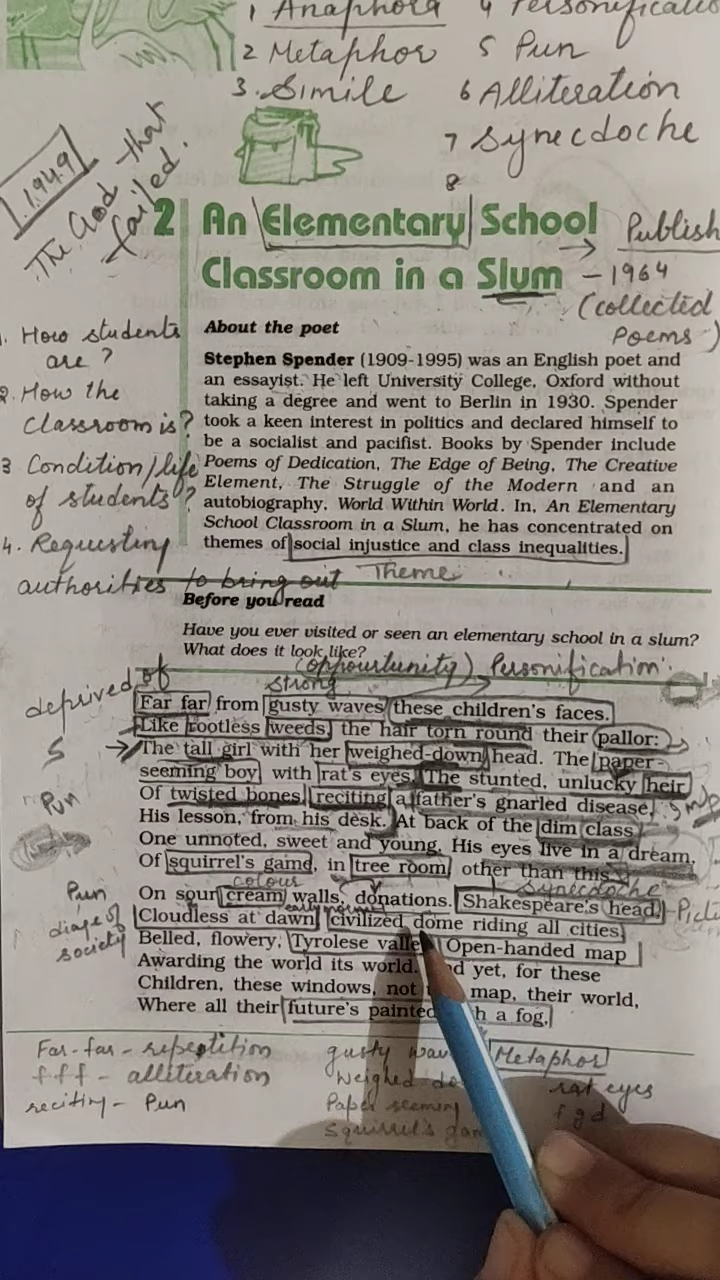 1 Anaphora
2 Metaphor 5 Pun
3. Simile 6 Alliteration
7 Synecdoche
8
1949
The God that
failed.
2 An Elementary School
Classroom in a Slum
Publish
- 1964
(collected
Poems)
1. How students
are ?
2. How the
Classroom is?
3 Condition/life
of students?
4. Requesting
authorities to bring out
About the poet
Stephen Spender (1909-1995) was an English poet and
an essayist. He left University College, Oxford without
taking a degree and went to Berlin in 1930. Spender
took a keen interest in politics and declared himself to
be a socialist and pacifist. Books by Spender include
Poems of Dedication, The Edge of Being, The Creative
Element, The Struggle of the Modern and an
autobiography, World Within World. In, An Elementary
School Classroom in a Slum, he has concentrated on
themes of social injustice and class inequalities.
Theme
Before you read
Have you ever visited or seen an elementary school in a slum?
What does it look like?
(oppourtunity) Personification
deprived of
strong
Far far from gusty waves these children's faces.
Like rootless weeds, the hair torn round their pallor:
S
The tall girl with her weighed-down head. The paper-
seeming boy, with rat's eyes. The stunted, unlucky heir
Pun
Of twisted bones, reciting a father's gnarled disease,
His lesson, from his desk. At back of the dim class
One unnoted, sweet and young. His eyes live in a dream,
Of squirrel's game, in tree room, other than this.
colour
Synecdoche
Pun
On sour cream walls, donations. Shakespeare's head,
Cloudless at dawn, civilized dome riding all cities.
society
Belled, flowery, Tyrolese valley. Open-handed map
Awarding the world its world. And yet, for these
Children, these windows, not map, their world,
Where all their future's painted a fog,
Far-far - repetition
fff - alliteration
reciting - Pun
gusty
Weighed
Paper seeming
Squirrel's
Metaphor
rat eyes
f g d